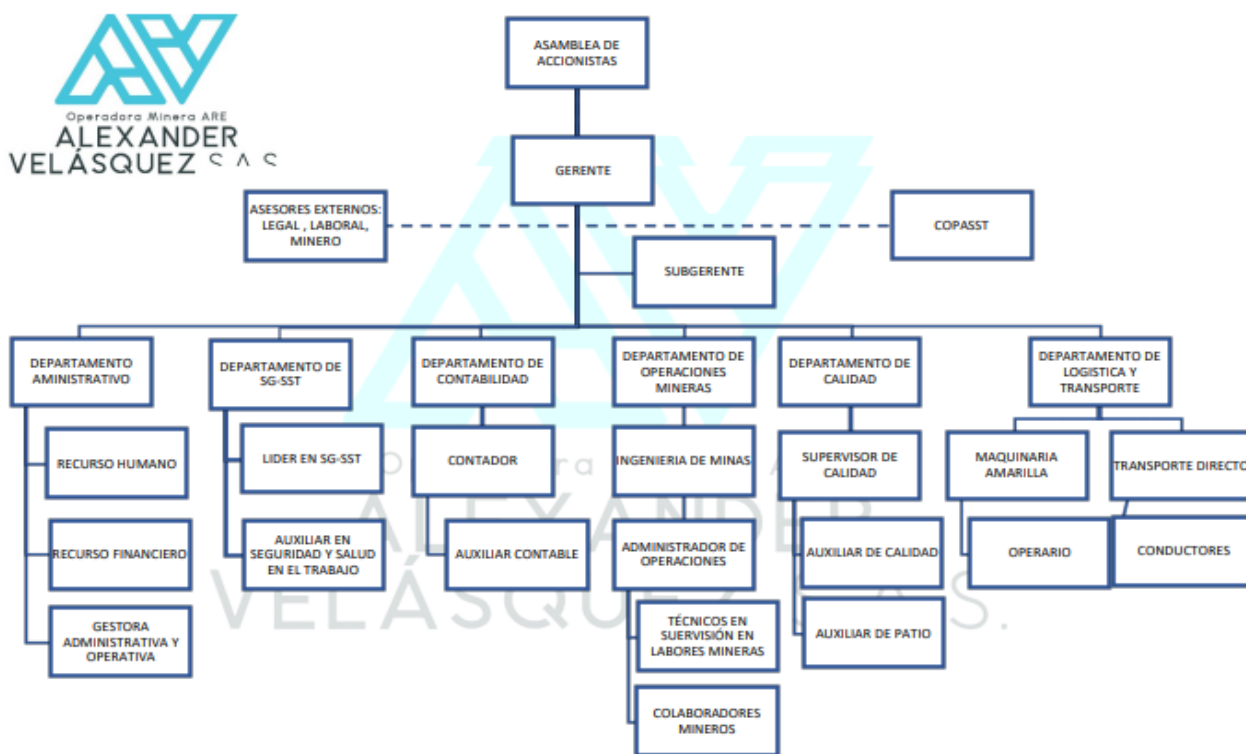 Operadora Minera ARE
ALEXANDER
VELÁSQUEZ S.A.S
ASAMBLEA DE
ACCIONISTAS
GERENTE
ASESORES EXTERNOS:
LEGAL , LABORAL,
MINERO
COPASST
SUBGERENTE
DEPARTAMENTO
AMINISTRATIVO
DEPARTAMENTO DE
SG-SST
DEPARTAMENTO DE
CONTABILIDAD
DEPARTAMENTO DE
OPERACIONES
MINERAS
DEPARTAMENTO DE
CALIDAD
DEPARTAMENTO DE
LOGISTICA Y
TRANSPORTE
RECURSO HUMANO
LIDER EN SG-SST
CONTADOR
INGENIERIA DE MINAS
SUPERVISOR DE
CALIDAD
MAQUINARIA
AMARILLA
TRANSPORTE DIRECTO
RECURSO FINANCIERO
AUXILIAR EN
SEGURIDAD Y SALUD
EN EL TRABAJO
AUXILIAR CONTABLE
ADMINISTRADOR DE
OPERACIONES
AUXILIAR DE CALIDAD
OPERARIO
CONDUCTORES
GESTORA
ADMINISTRATIVA Y
OPERATIVA
TÉCNICOS EN
SUERVISIÓN EN
LABORES MINERAS
AUXILIAR DE PATIO
COLABORADORES
MINEROS
ALEXANDER
VELÁSQUEZ S.A.S.